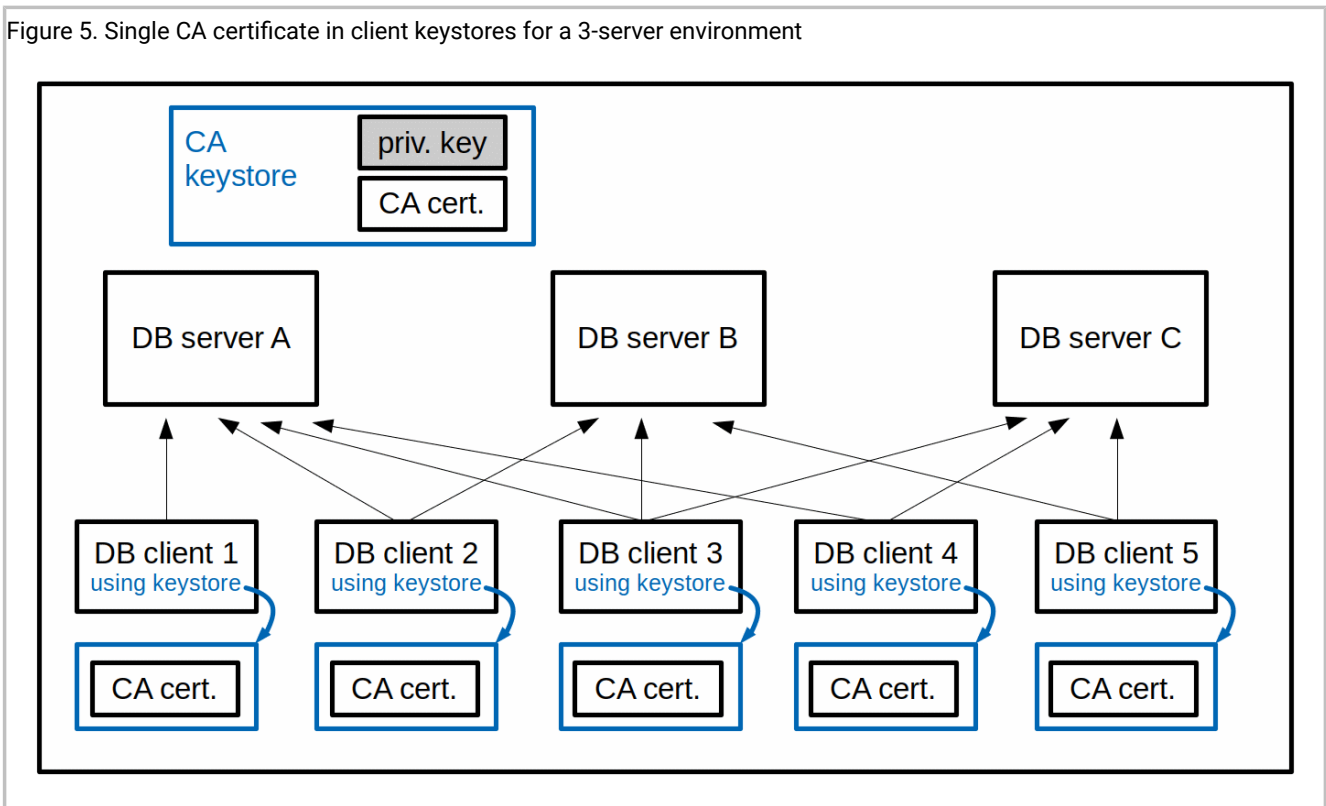 Figure 5. Single CA certificate in client keystores for a 3-server environment
CA
keystore
priv. key
CA cert.
DB server A
DB server B
DB server C
DB client 1
using keystore
DB client 2
using keystore
DB client 3
using keystore
DB client 4
using keystore
DB client 5
using keystore
CA cert.
CA cert.
CA cert.
CA cert.
CA cert.